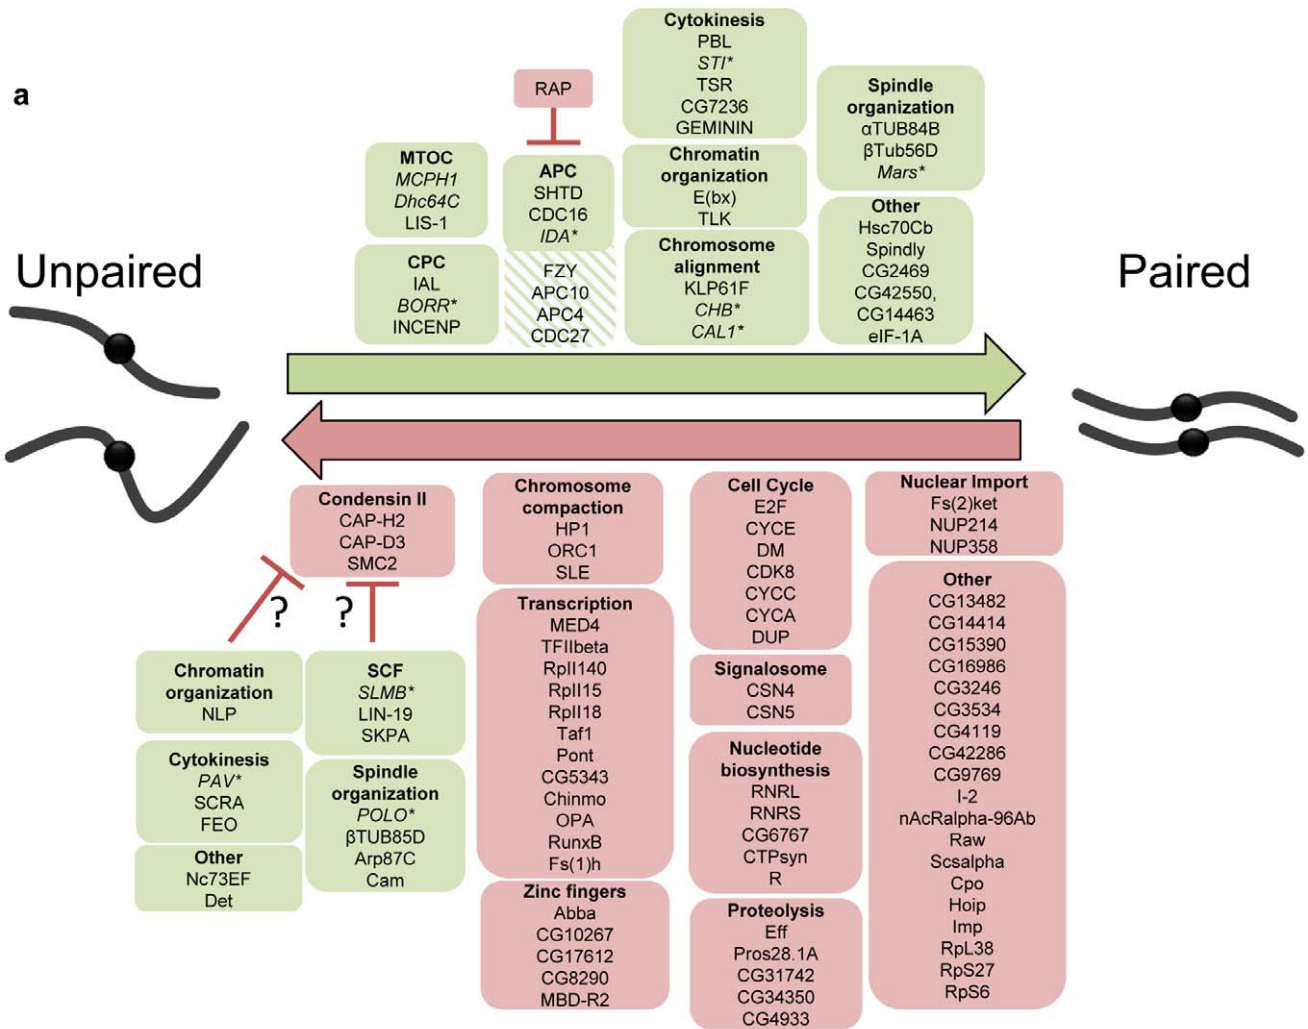 a
Unpaired
Paired
RAP
MTOC
MCPH1
Dhc64C
LIS-1
CPC
IAL
BORR*
INCENP
APC
SHTD
CDC16
IDA*
FZY
APC10
APC4
CDC27
Cytokinesis
PBL
STI*
TSR
CG7236
GEMININ
Chromatin
organization
E(bx)
TLK
Chromosome
alignment
KLP61F
CHB*
CAL1*
Spindle
organization
αTUB84B
βTub56D
Mars*
Other
Hsc70Cb
Spindly
CG2469
CG42550,
CG14463
eIF-1A
Condensin II
CAP-H2
CAP-D3
SMC2
?
?
Chromatin
organization
NLP
Cytokinesis
PAV*
SCRA
FEO
Other
Nc73EF
Det
SCF
SLMB*
LIN-19
SKPA
Spindle
organization
POLO*
βTUB85D
Arp87C
Cam
Chromosome
compaction
HP1
ORC1
SLE
Transcription
MED4
TFIIbeta
RpII140
RpII15
RpII18
Taf1
Pont
CG5343
Chinmo
OPA
RunxB
Fs(1)h
Zinc fingers
Abba
CG10267
CG17612
CG8290
MBD-R2
Cell Cycle
E2F
CYCE
DM
CDK8
CYCC
CYCA
DUP
Signalosome
CSN4
CSN5
Nucleotide
biosynthesis
RNRL
RNRS
CG6767
CTPsyn
R
Proteolysis
Eff
Pros28.1A
CG31742
CG34350
CG4933
Nuclear Import
Fs(2)ket
NUP214
NUP358
Other
CG13482
CG14414
CG15390
CG16986
CG3246
CG3534
CG4119
CG42286
CG9769
I-2
nAcRalpha-96Ab
Raw
Scsalpha
Cpo
Hoip
Imp
RpL38
RpS27
RpS6